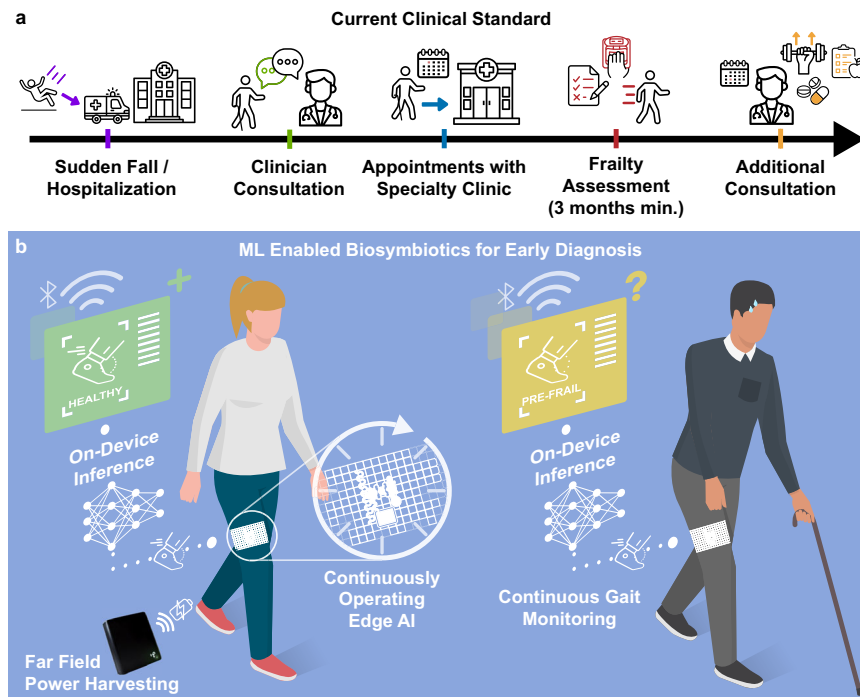 a
Current Clinical Standard
Sudden Fall /
Hospitalization
Clinician
Consultation
Appointments with
Specialty Clinic
Frailty
Assessment
(3 months min.)
Additional
Consultation
b
ML Enabled Biosymbiotics for Early Diagnosis
+
HEALTHY
On-Device
Inference
Continuously
Operating
Edge AI
Far Field
Power Harvesting
?
PRE-FRAIL
On-Device
Inference
Continuous Gait
Monitoring